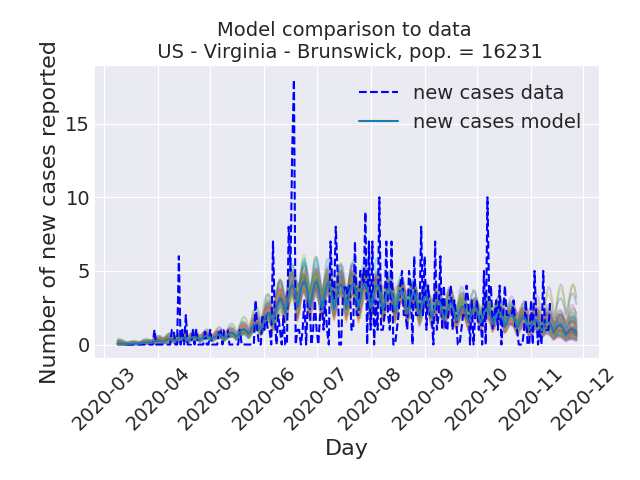 Model comparison to data
US - Virginia - Brunswick, pop. = 16231
Number of new cases reported
15
10
5
0
new cases data
new cases model
2020-03
2020-04
2020-05
2020-06
2020-07
2020-08
2020-09
2020-10
2020-11
2020-12
Day